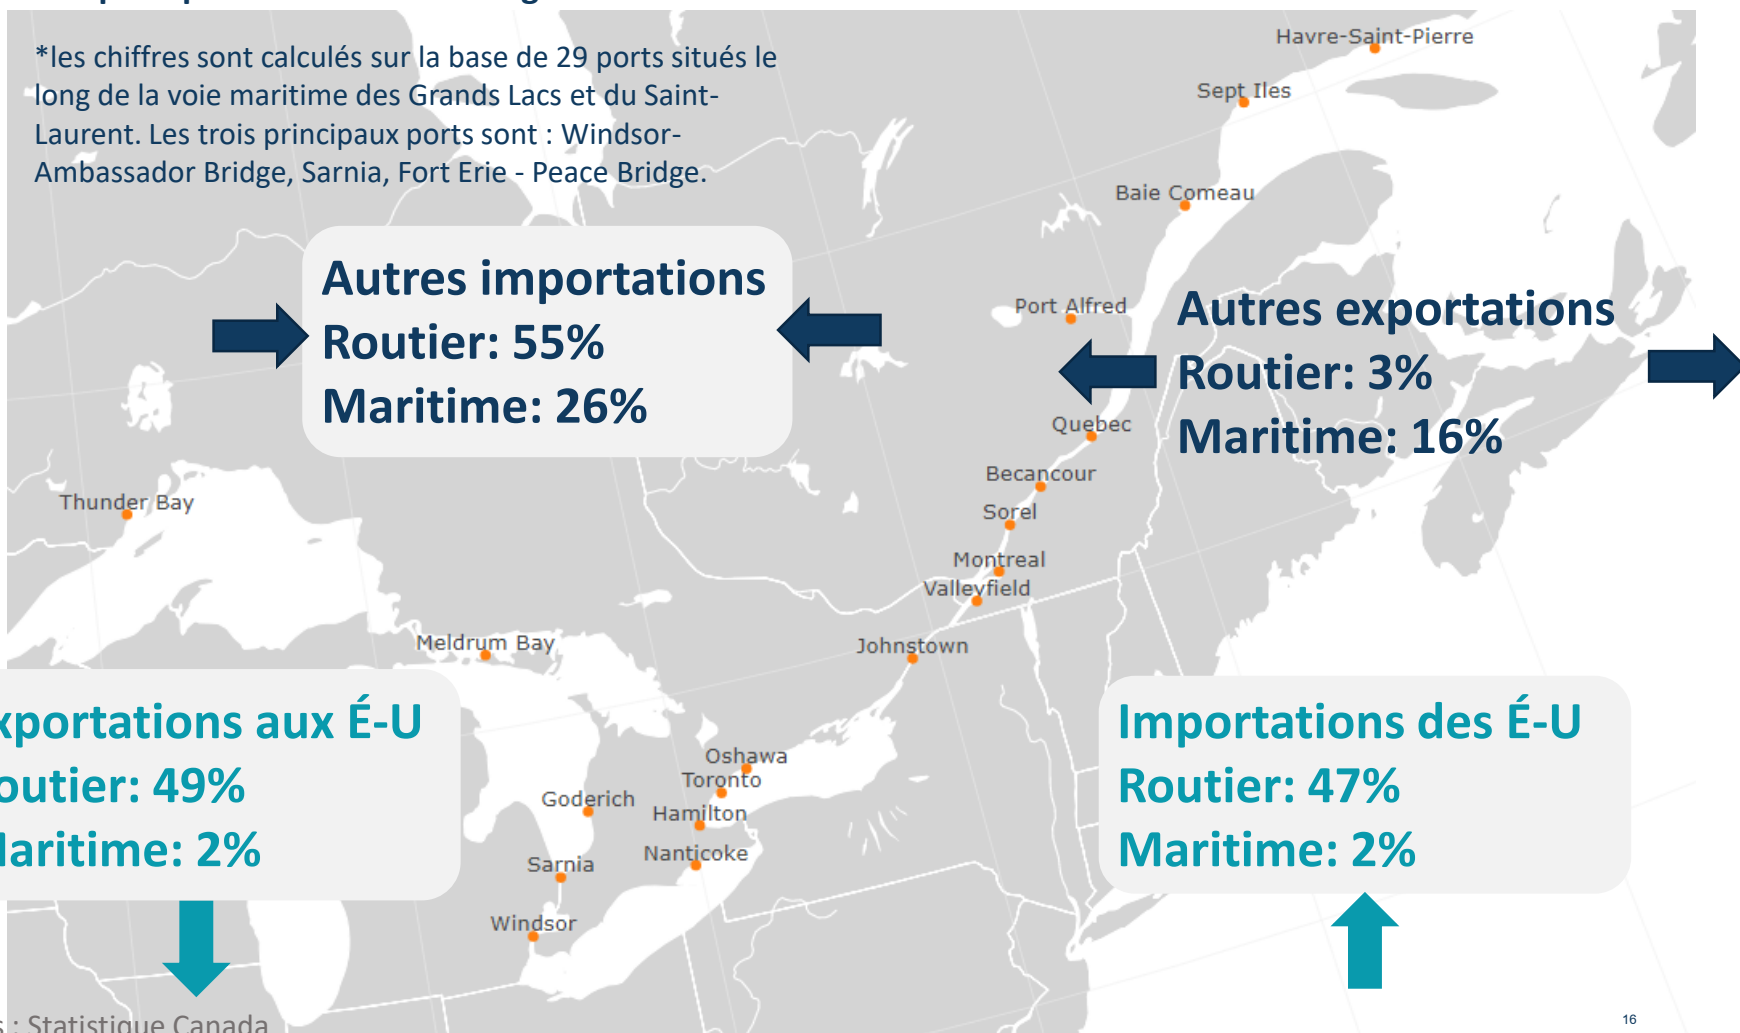 *les chiffres sont calculés sur la base de 29 ports situés le
long de la voie maritime des Grands Lacs et du Saint-
Laurent. Les trois principaux ports sont : Windsor-
Ambassador Bridge, Sarnia, Fort Erie - Peace Bridge.
Havre-Saint-Pierre
Sept Iles
Baie Comeau
Autres importations
Routier: 55%
Maritime: 26%
Port Alfred
Autres exportations
Routier: 3%
Maritime: 16%
Quebec
Becancour
Sorel
Montreal
Valleyfield
Johnstown
Thunder Bay
Meldrum Bay
xportations aux É-U
outier: 49%
aritime: 2%
Oshawa
Toronto
Hamilton
Goderich
Nanticoke
Sarnia
Windsor
Importations des É-U
Routier: 47%
Maritime: 2%
: Statistique Canada
16